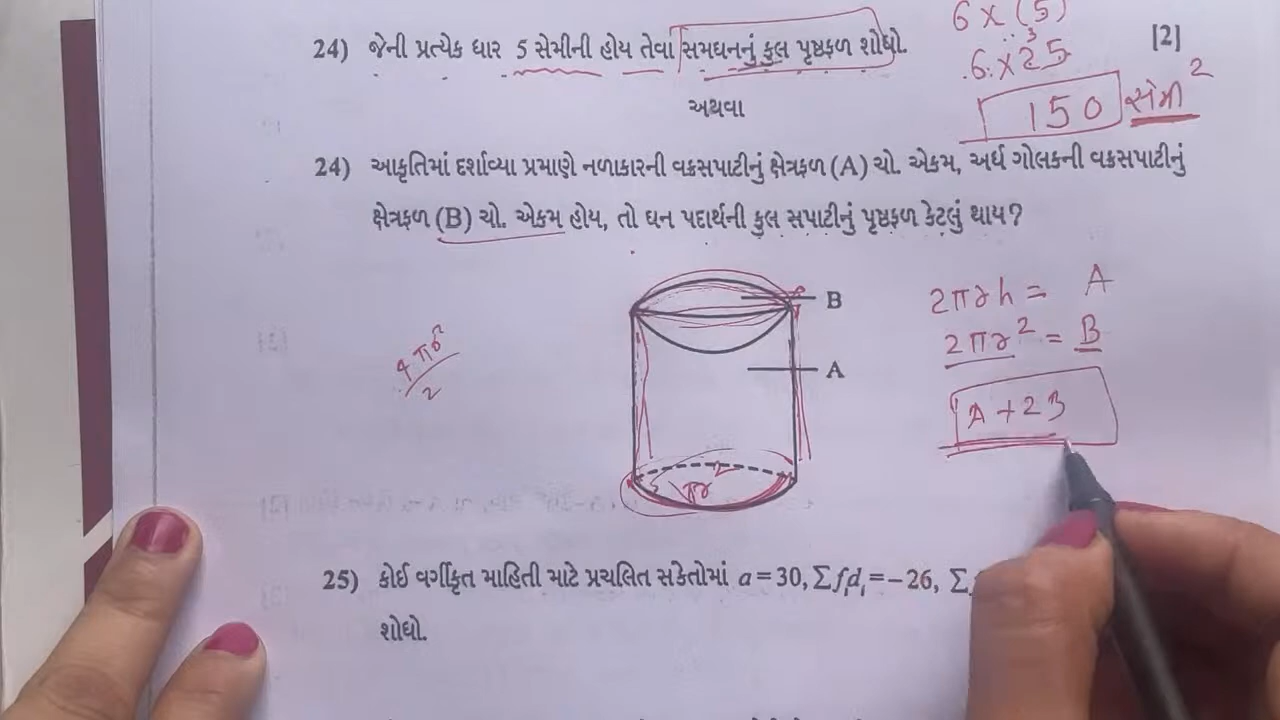 6 x (5)
24) જેની પ્રત્યેક ધાર 5 સેમીની હોય તેવા સમઘનનું કુલ પૃષ્ઠફળ શોધો. [2]
6 x 25
150 સેમી²
અથવા
24) આકૃતિમાં દર્શાવ્યા પ્રમાણે નળાકારની વક્રસપાટીનું ક્ષેત્રફળ (A) ચો. એકમ, અર્ધ ગોલકની વક્રસપાટીનું
ક્ષેત્રફળ (B) ચો. એકમ હોય, તો ઘન પદાર્થની કુલ સપાટીનું પૃષ્ઠફળ કેટલું થાય?
B
A
2πrh = A
2πr² = B
A + 2B
4πr²
2
πr²
25) કોઈ વર્ગીકૃત માહિતી માટે પ્રચલિત સંકેતોમાં a = 30, ∑fᵢdᵢ = – 26, ∑
શોધો.